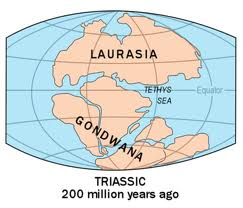 LAURASIA
TETHYS
SEA
Equator
GONDWANA
TRIASSIC
200 million years ago